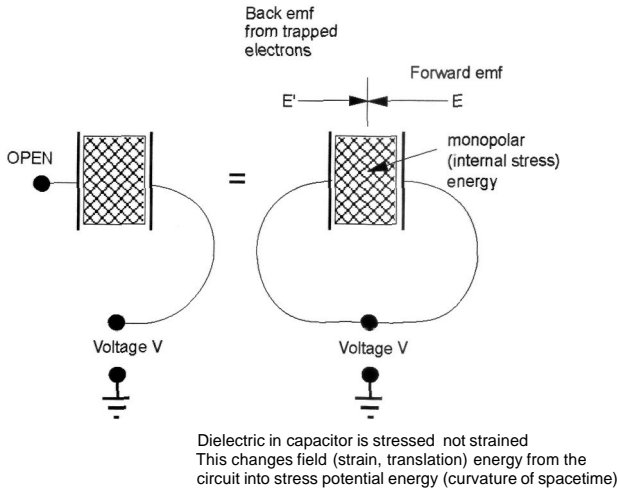 Back emf
from trapped
electrons
Forward emf
E'
E
OPEN
monopolar
(internal stress)
energy
=
Voltage V
Voltage V
Dielectric in capacitor is stressed not strained
This changes field (strain, translation) energy from the
circuit into stress potential energy (curvature of spacetime)